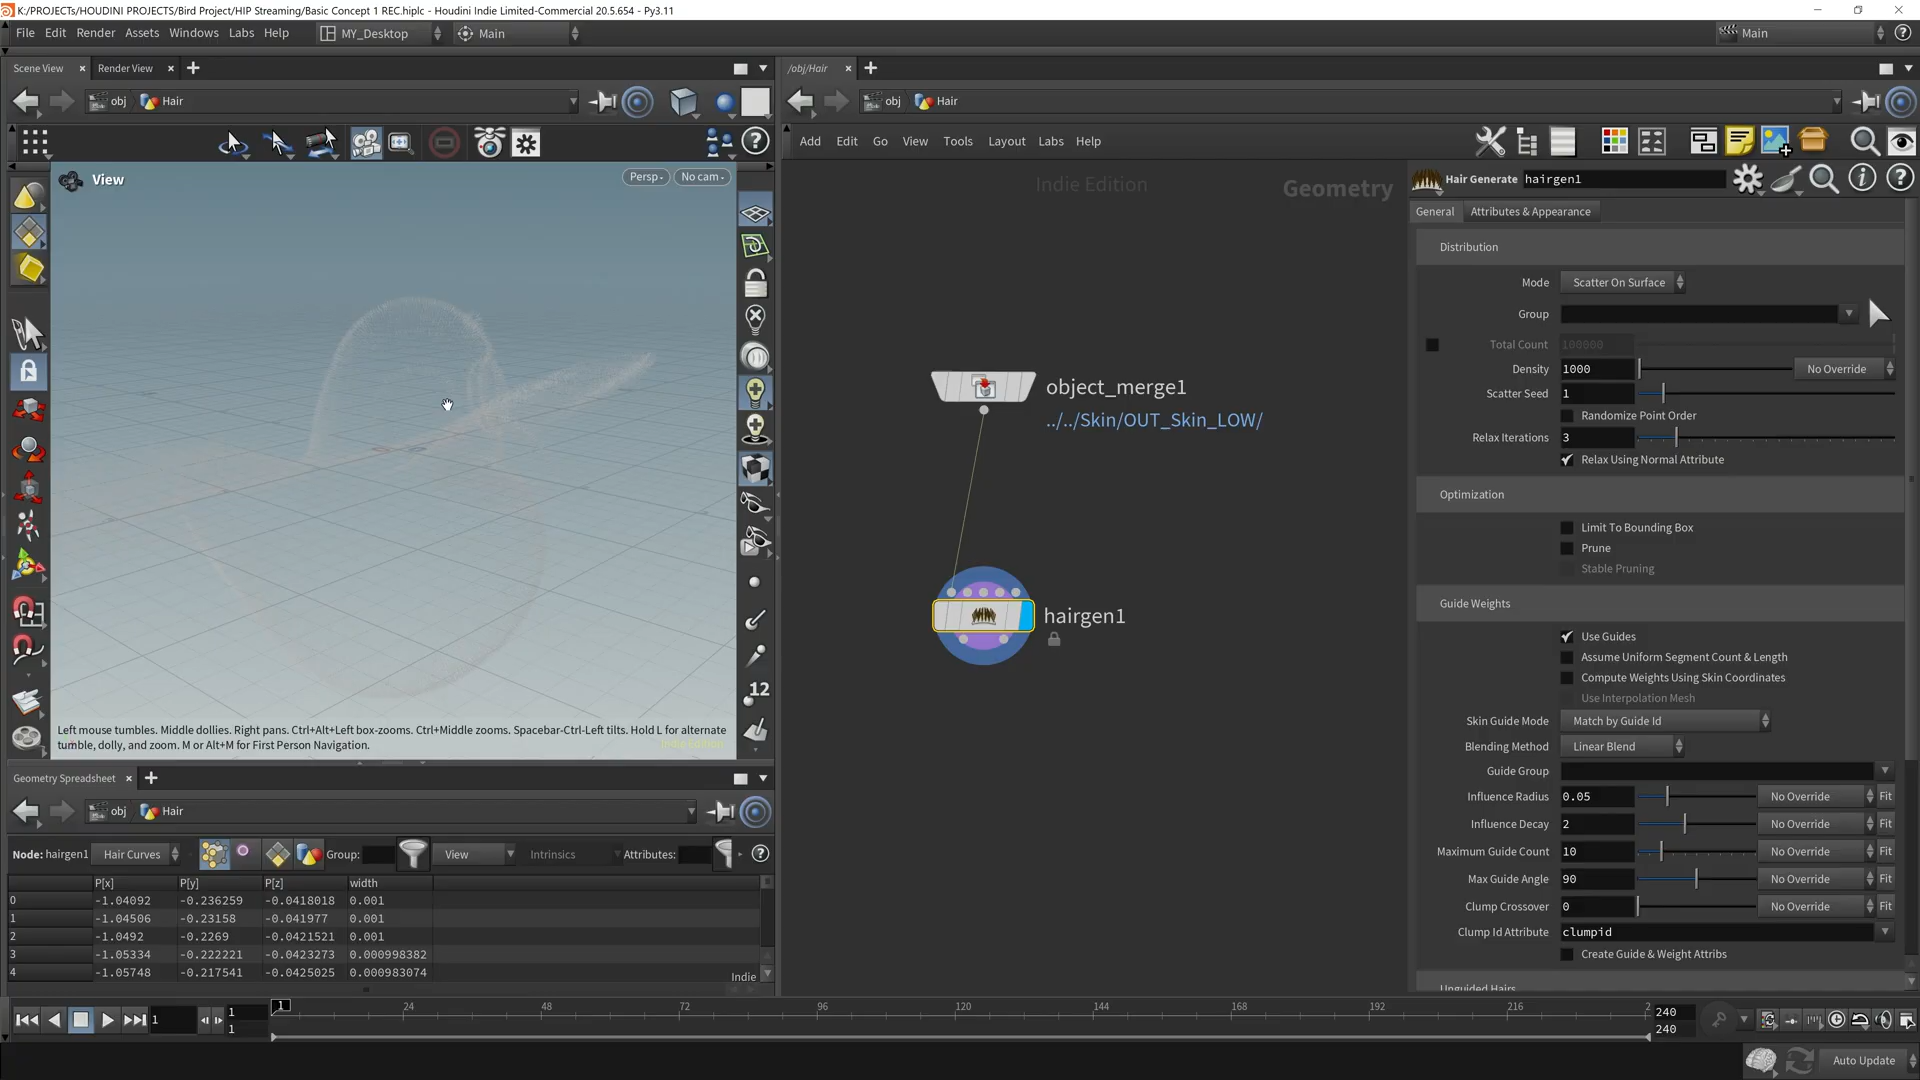 K:/PROJECTs/HOUDINI PROJECTS/Bird Project/HIP Streaming/Basic Concept 1 REC.hiplc - Houdini Indie Limited-Commercial 20.5.654 - Py3.11
File Edit Render Assets Windows Labs Help MY_Desktop Main Main
Scene View Render View /obj/Hair
obj Hair obj Hair
Add Edit Go View Tools Layout Labs Help
View Persp No cam
Indie Edition Geometry
Hair Generate hairgen1
General Attributes & Appearance
Distribution
Mode Scatter On Surface
Group
Total Count 100000
Density 1000 No Override
Scatter Seed 1
Randomize Point Order
Relax Iterations 3
Relax Using Normal Attribute
Optimization
Limit To Bounding Box
Prune
Stable Pruning
Guide Weights
Use Guides
Assume Uniform Segment Count & Length
Compute Weights Using Skin Coordinates
Use Interpolation Mesh
Skin Guide Mode Match by Guide Id
Blending Method Linear Blend
Guide Group
Influence Radius 0.05 No Override Fit
Influence Decay 2 No Override Fit
Maximum Guide Count 10 No Override Fit
Max Guide Angle 90 No Override Fit
Clump Crossover 0 No Override Fit
Clump Id Attribute clumpid
Create Guide & Weight Attribs
Unguided Hairs
object_merge1
../../Skin/OUT_Skin_LOW/
hairgen1
12
Left mouse tumbles. Middle dollies. Right pans. Ctrl+Alt+Left box-zooms. Ctrl+Middle zooms. Spacebar-Ctrl-Left tilts. Hold L for alternate
tumble, dolly, and zoom. M or Alt+M for First Person Navigation.
Geometry Spreadsheet
obj Hair
Node: hairgen1 Hair Curves Group: View Intrinsics Attributes:
P[x] P[y] P[z] width
0 -1.04092 -0.236259 -0.0418018 0.001
1 -1.04506 -0.23158 -0.041977 0.001
2 -1.0492 -0.2269 -0.0421521 0.001
3 -1.05334 -0.222221 -0.0423273 0.000998382
4 -1.05748 -0.217541 -0.0425025 0.000983074
Indie
1 1 1 1 24 48 72 96 120 144 168 192 216 2 240
240
Auto Update